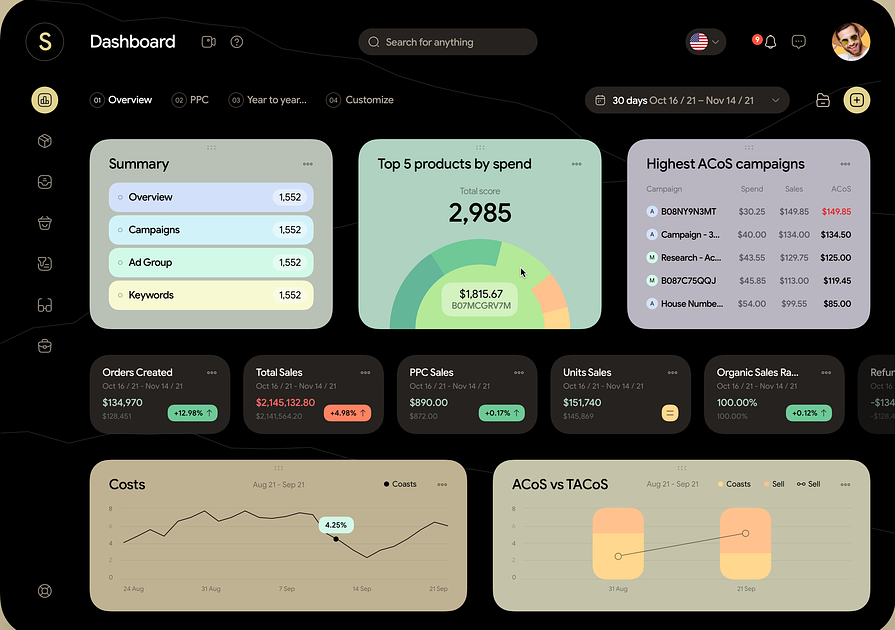 S
Dashboard
Search for anything
9
01 Overview
02 PPC
03 Year to year...
04 Customize
30 days Oct 16 / 21 – Nov 14 / 21
Summary
Overview 1,552
Campaigns 1,552
Ad Group 1,552
Keywords 1,552
Top 5 products by spend
Total score
2,985
$1,815.67
B07MCGRV7M
Highest ACoS campaigns
Campaign Spend Sales ACoS
A B08NY9N3MT $30.25 $149.85 $149.85
A Campaign - 3... $40.00 $134.00 $134.50
M Research - Ac... $43.55 $129.75 $125.00
M B087C75QQJ $45.85 $113.00 $119.45
A House Numbe... $54.00 $99.55 $85.00
Orders Created
Oct 16 / 21 - Nov 14 / 21
$134,970
$128,451
+12.98% ↑
Total Sales
Oct 16 / 21 - Nov 14 / 21
$2,145,132.80
$2,141,564.20
+4.98% ↑
PPC Sales
Oct 16 / 21 - Nov 14 / 21
$890.00
$872.00
+0.17% ↑
Units Sales
Oct 16 / 21 - Nov 14 / 21
$151,740
$145,869
=
Organic Sales Ra...
Oct 16 / 21 - Nov 14 / 21
100.00%
100.00%
+0.12% ↑
Refun
Oct 16
-$134
-$128,4
Costs
Aug 21 - Sep 21
Coasts
8
6
4
2
0
4.25%
24 Aug
31 Aug
7 Sep
14 Sep
21 Sep
ACoS vs TACoS
Aug 21 - Sep 21
Coasts
Sell
Sell
8
6
4
2
0
31 Aug
21 Sep